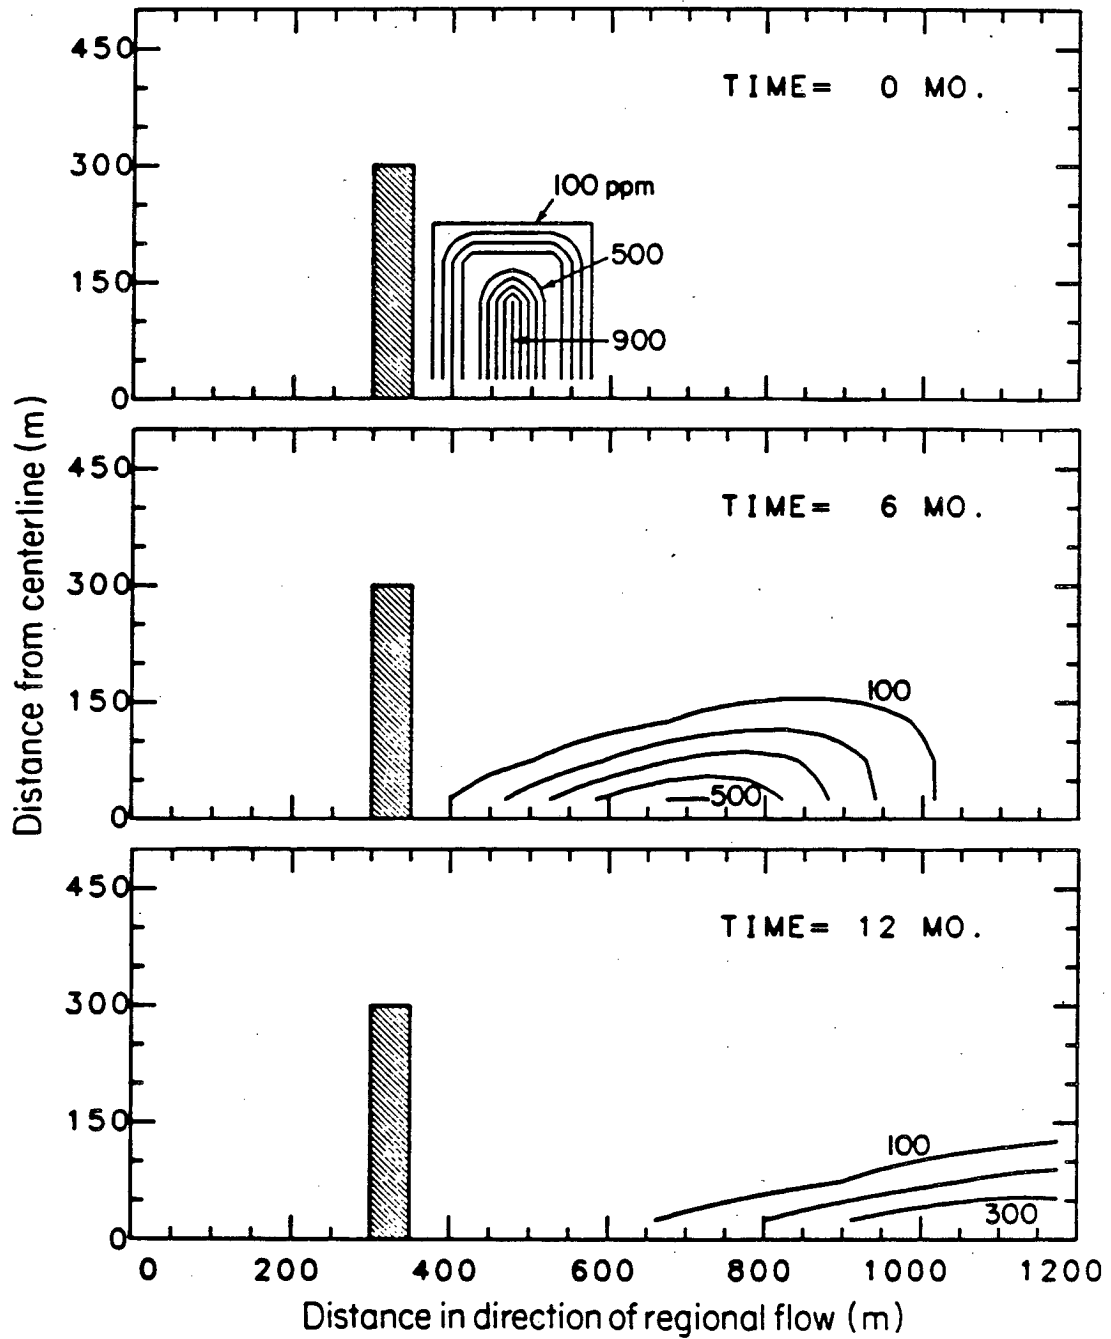 450
300
150
0
TIME= 0 MO.
100 ppm
500
900
450
300
150
0
TIME= 6 MO.
100
500
450
300
150
0
TIME= 12 MO.
100
300
0 200 400 600 800 1000 1200
Distance from centerline (m)
Distance in direction of regional flow (m)